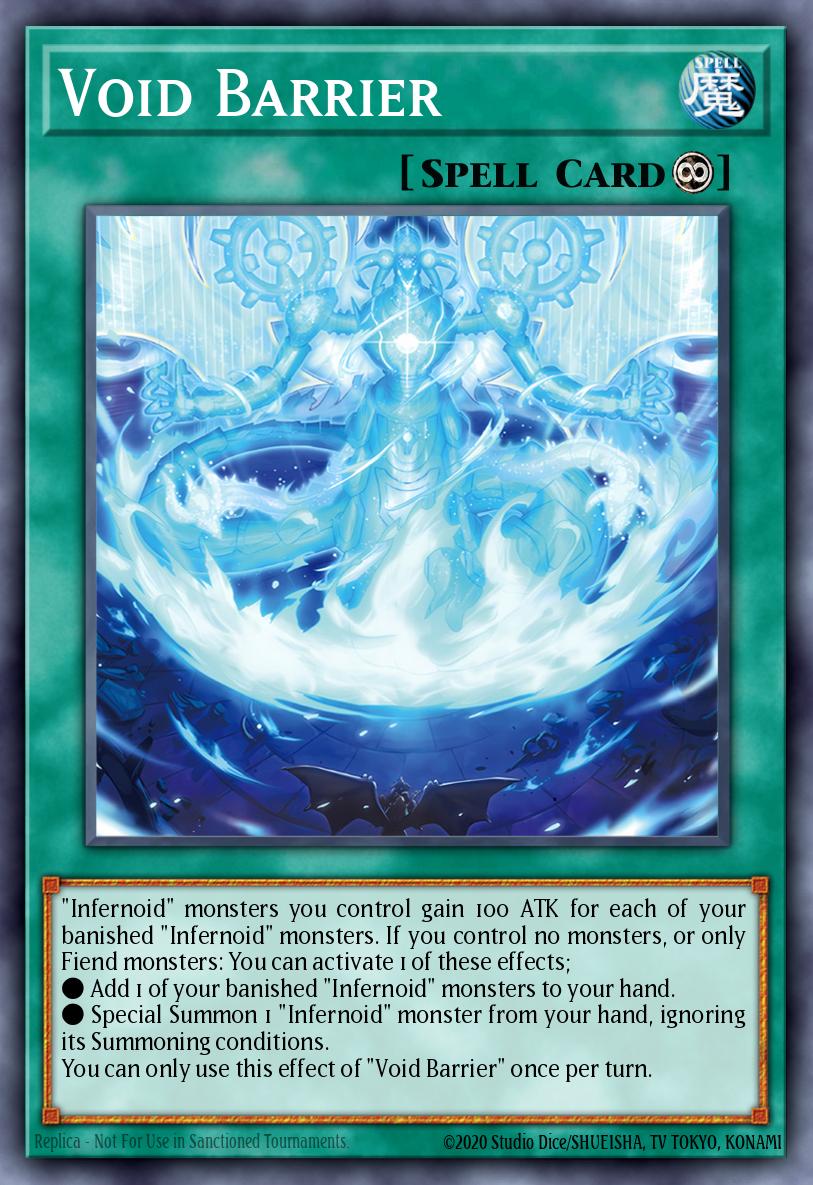 Void Barrier
SPELL
魔
[Spell Card]
"Infernoid" monsters you control gain 100 ATK for each of your
banished "Infernoid" monsters. If you control no monsters, or only
Fiend monsters: You can activate 1 of these effects;
● Add 1 of your banished "Infernoid" monsters to your hand.
● Special Summon 1 "Infernoid" monster from your hand, ignoring
its Summoning conditions.
You can only use this effect of "Void Barrier" once per turn.
Replica - Not For Use in Sanctioned Tournaments.
©2020 Studio Dice/SHUEISHA, TV TOKYO, KONAMI